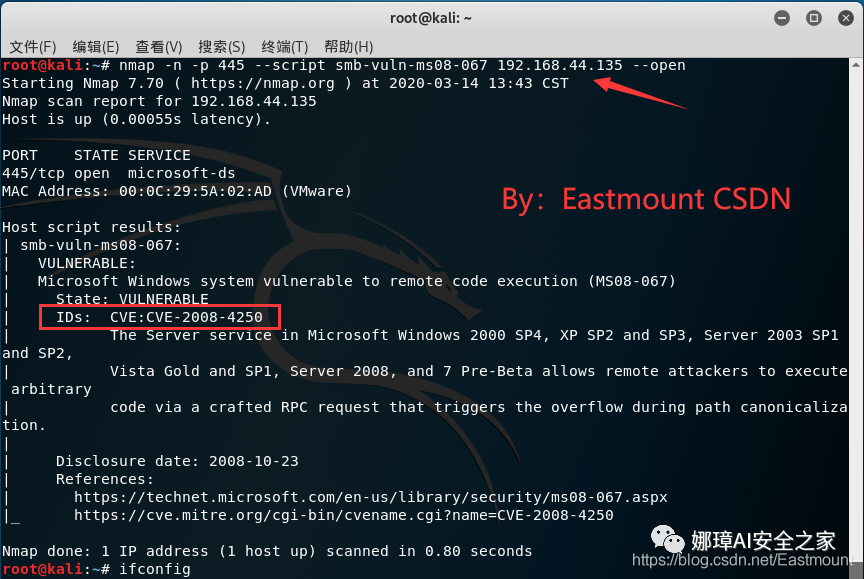 root@kali: ~
文件(F) 编辑(E) 查看(V) 搜索(S) 终端(T) 帮助(H)
root@kali:~# nmap -n -p 445 --script smb-vuln-ms08-067 192.168.44.135 --open
Starting Nmap 7.70 ( https://nmap.org ) at 2020-03-14 13:43 CST
Nmap scan report for 192.168.44.135
Host is up (0.00055s latency).
PORT    STATE SERVICE
445/tcp open  microsoft-ds
MAC Address: 00:0C:29:5A:02:AD (VMware)
By：Eastmount CSDN
Host script results:
| smb-vuln-ms08-067:
|   VULNERABLE:
|   Microsoft Windows system vulnerable to remote code execution (MS08-067)
|     State: VULNERABLE
|     IDs:  CVE:CVE-2008-4250
|           The Server service in Microsoft Windows 2000 SP4, XP SP2 and SP3, Server 2003 SP1
and SP2,
|           Vista Gold and SP1, Server 2008, and 7 Pre-Beta allows remote attackers to execute
 arbitrary
|           code via a crafted RPC request that triggers the overflow during path canonicaliza
tion.
|
|     Disclosure date: 2008-10-23
|     References:
|       https://technet.microsoft.com/en-us/library/security/ms08-067.aspx
|_      https://cve.mitre.org/cgi-bin/cvename.cgi?name=CVE-2008-4250
娜璋AI安全之家
Nmap done: 1 IP address (1 host up) scanned in 0.80 seconds
https://blog.csdn.net/Eastmount
root@kali:~# ifconfig